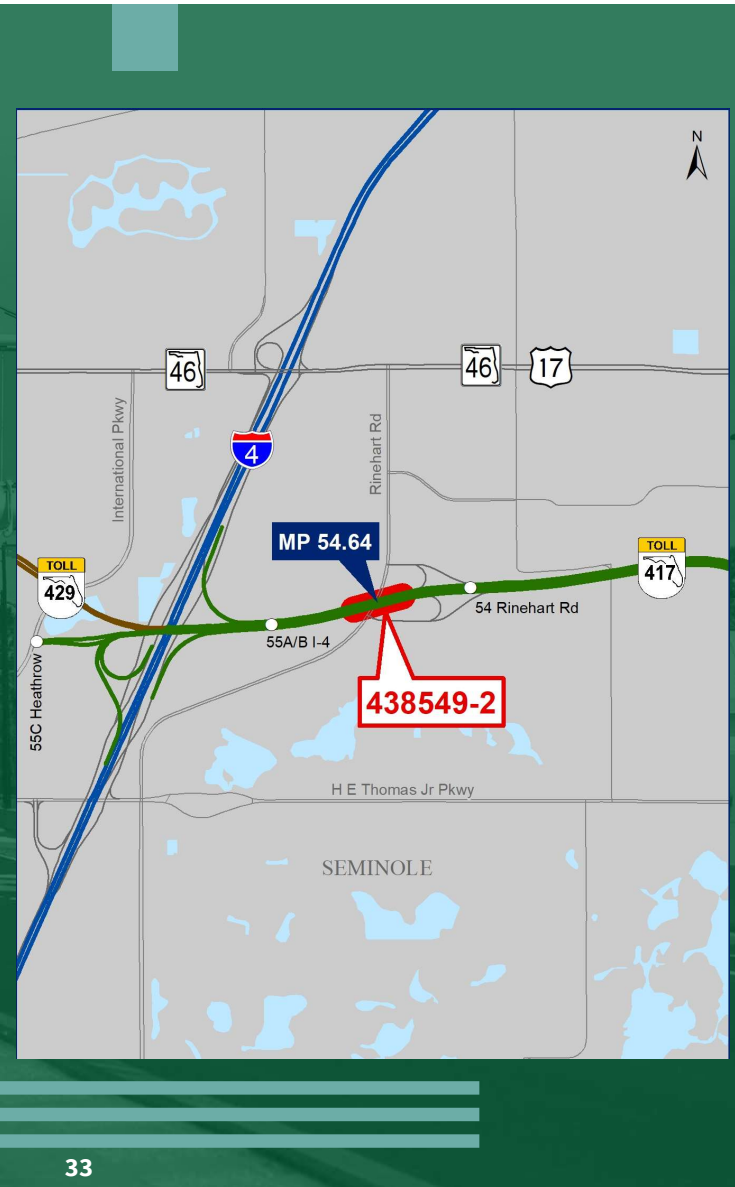 N
46
46
17
International Pkwy
Rinehart Rd
4
MP 54.64
TOLL
429
TOLL
417
54 Rinehart Rd
55A/B I-4
55C Heathrow
438549-2
H E Thomas Jr Pkwy
SEMINOLE
33